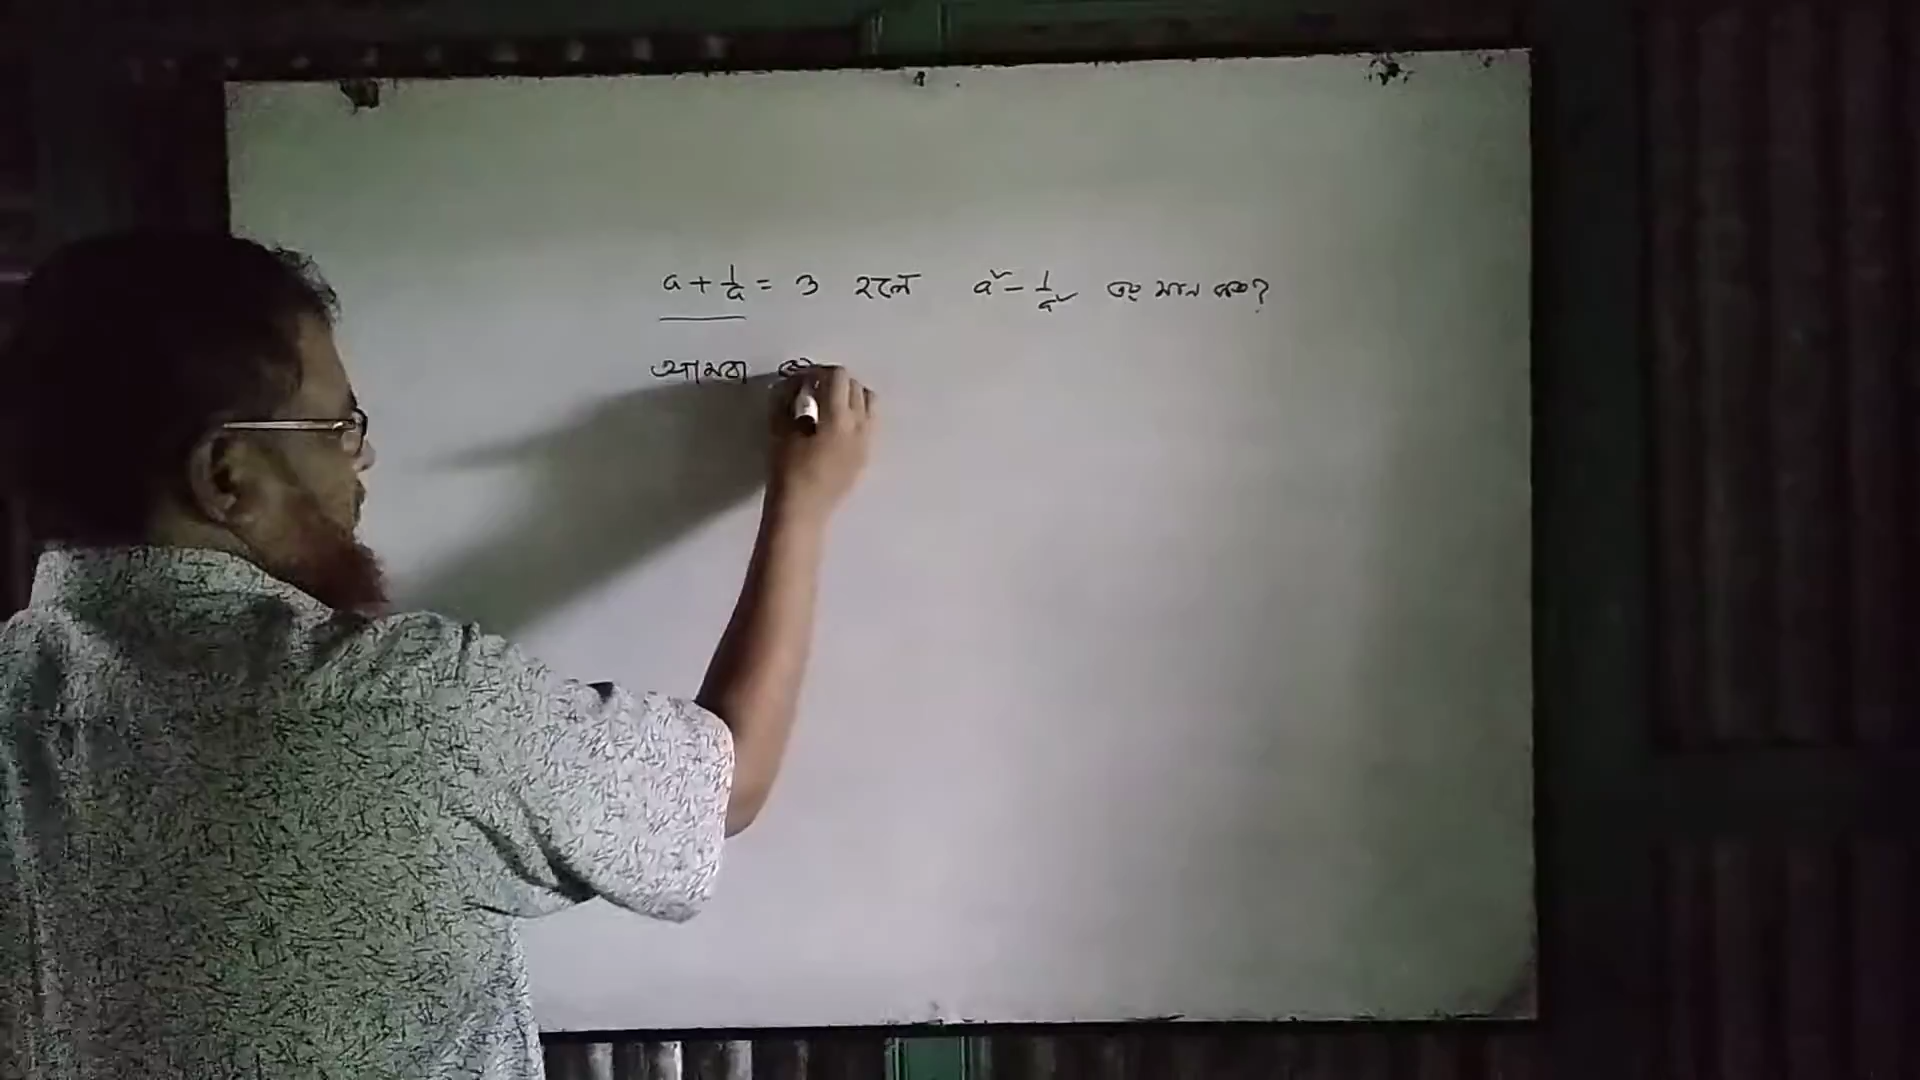 a + 1/a = 3 হলে a² - 1/a² এর মান কত?
আমরা